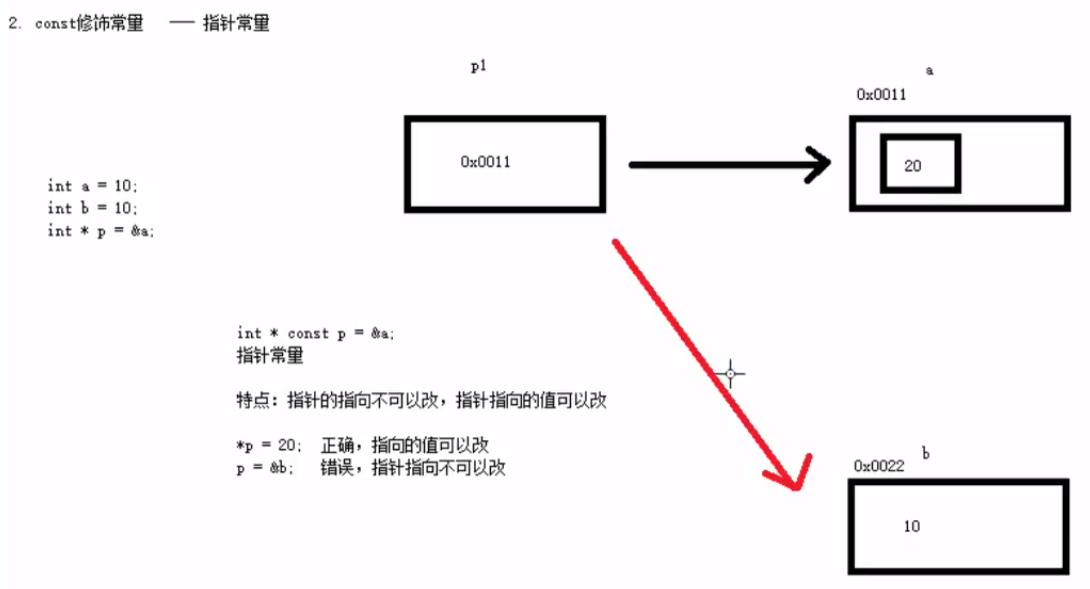 2. const修饰常量 —— 指针常量
p1
a
0x0011
0x0011
20
int a = 10;
int b = 10;
int * p = &a;
int * const p = &a;
指针常量
特点：指针的指向不可以改，指针指向的值可以改
*p = 20; 正确，指向的值可以改
p = &b; 错误，指针指向不可以改
b
0x0022
10